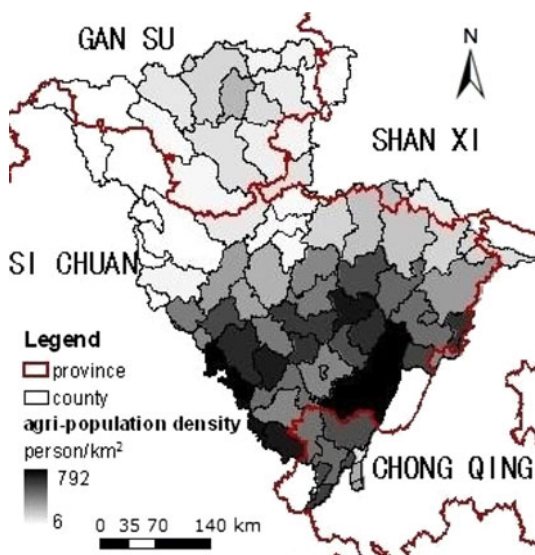 GAN SU
N
SHAN XI
SI CHUAN
Legend
province
county
agri-population density
person/km²
792
6
0 35 70 140 km
CHONG QING